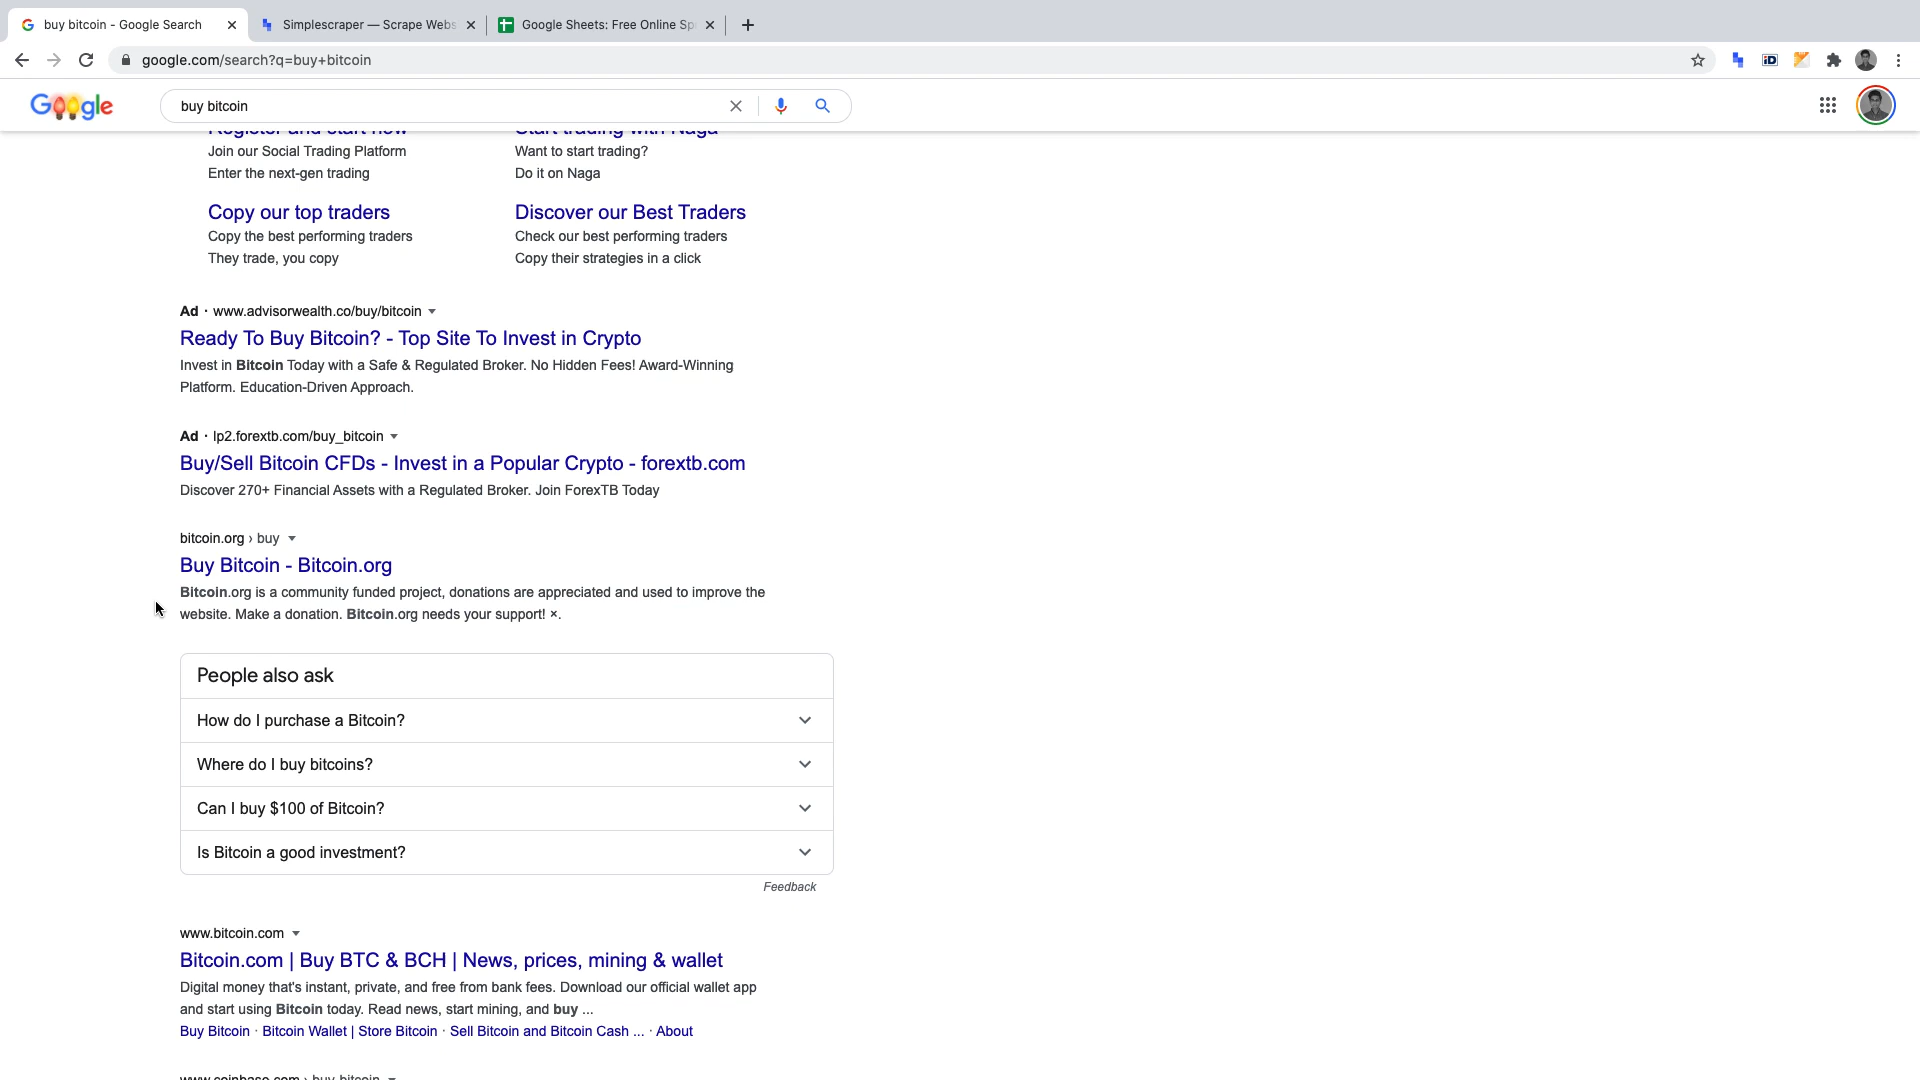 buy bitcoin - Google Search
Simplescraper — Scrape Webs
Google Sheets: Free Online Sp
google.com/search?q=buy+bitcoin
Google
buy bitcoin
Register and start now
Start trading with Naga
Join our Social Trading Platform
Want to start trading?
Enter the next-gen trading
Do it on Naga
Copy our top traders
Discover our Best Traders
Copy the best performing traders
Check our best performing traders
They trade, you copy
Copy their strategies in a click
Ad · www.advisorwealth.co/buy/bitcoin
Ready To Buy Bitcoin? - Top Site To Invest in Crypto
Invest in Bitcoin Today with a Safe & Regulated Broker. No Hidden Fees! Award-Winning
Platform. Education-Driven Approach.
Ad · lp2.forextb.com/buy_bitcoin
Buy/Sell Bitcoin CFDs - Invest in a Popular Crypto - forextb.com
Discover 270+ Financial Assets with a Regulated Broker. Join ForexTB Today
bitcoin.org › buy
Buy Bitcoin - Bitcoin.org
Bitcoin.org is a community funded project, donations are appreciated and used to improve the
website. Make a donation. Bitcoin.org needs your support! ×.
People also ask
How do I purchase a Bitcoin?
Where do I buy bitcoins?
Can I buy $100 of Bitcoin?
Is Bitcoin a good investment?
Feedback
www.bitcoin.com
Bitcoin.com | Buy BTC & BCH | News, prices, mining & wallet
Digital money that's instant, private, and free from bank fees. Download our official wallet app
and start using Bitcoin today. Read news, start mining, and buy ...
Buy Bitcoin · Bitcoin Wallet | Store Bitcoin · Sell Bitcoin and Bitcoin Cash ... · About
www.coinbase.com › buy-bitcoin